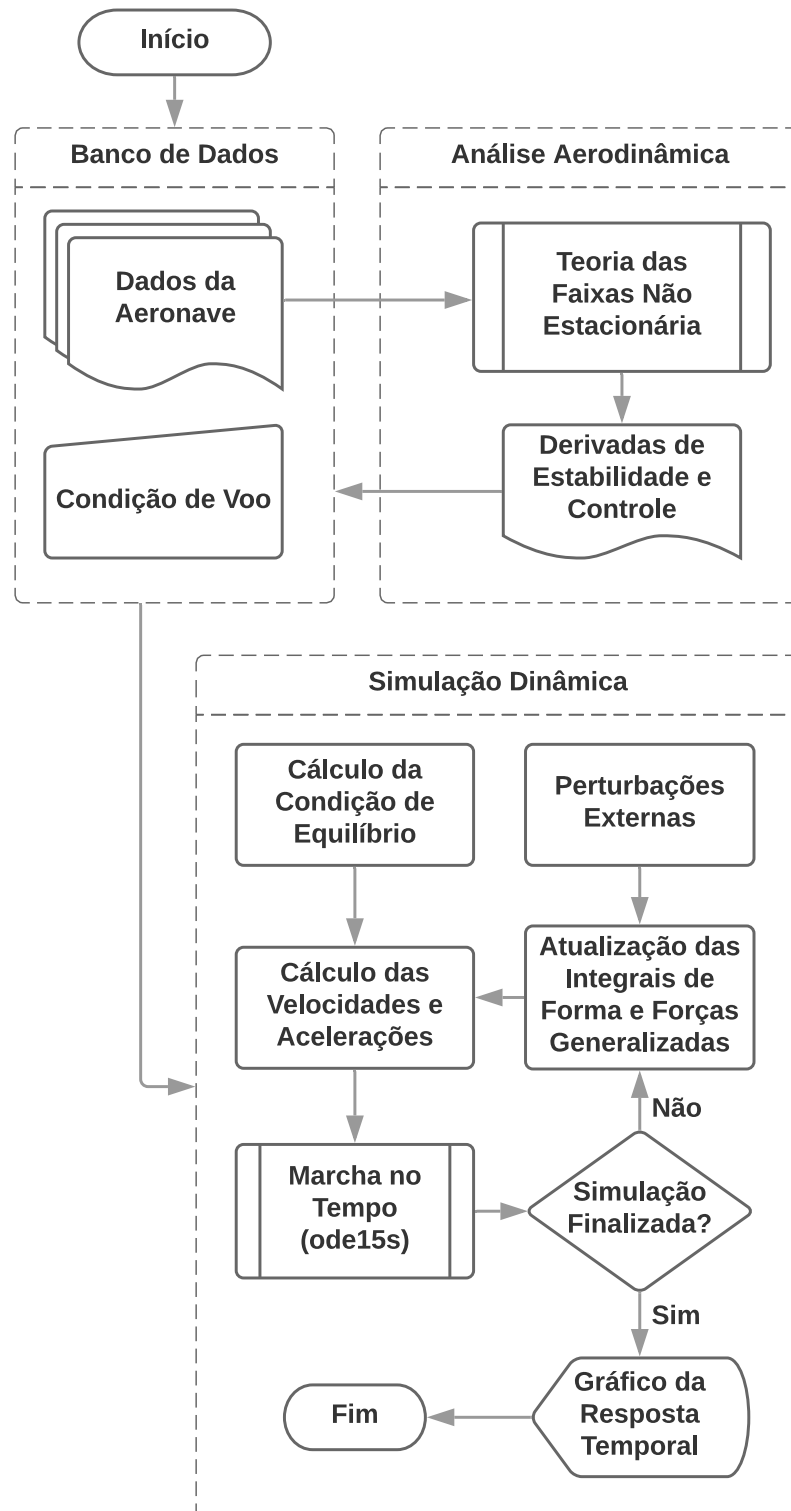 Início
Banco de Dados
Dados da
Aeronave
Condição de Voo
Análise Aerodinâmica
Teoria das
Faixas Não
Estacionária
Derivadas de
Estabilidade e
Controle
Simulação Dinâmica
Cálculo da
Condição de
Equilíbrio
Perturbações
Externas
Cálculo das
Velocidades e
Acelerações
Atualização das
Integrais de
Forma e Forças
Generalizadas
Não
Marcha no
Tempo
(ode15s)
Simulação
Finalizada?
Sim
Gráfico da
Resposta
Temporal
Fim